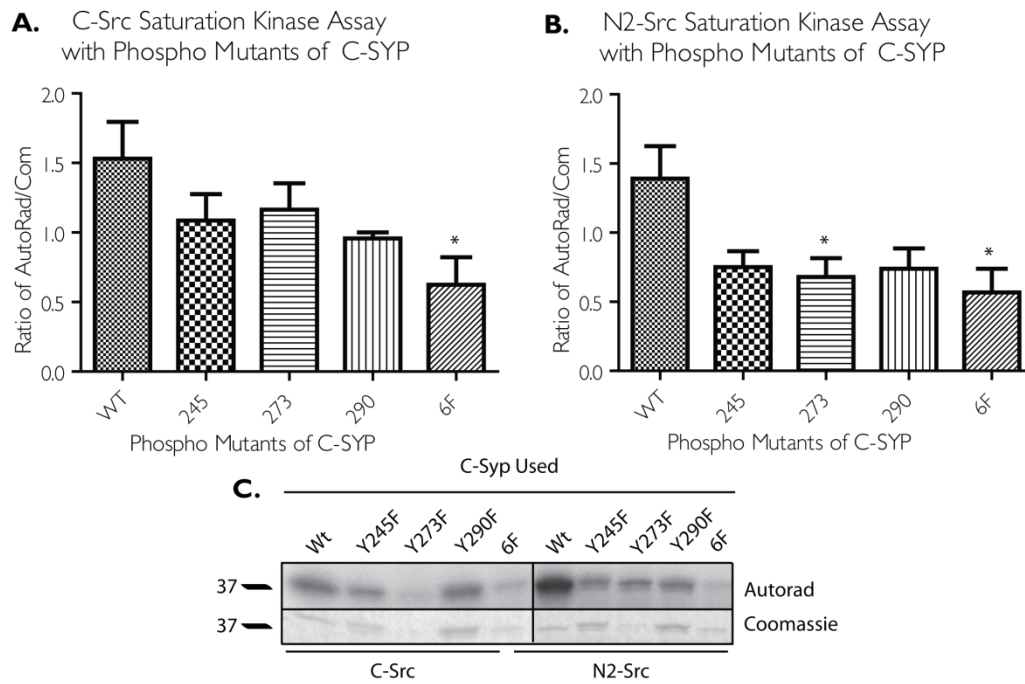 A.
C-Src Saturation Kinase Assay
with Phospho Mutants of C-SYP
Ratio of AutoRad/Com
2.0
1.5
1.0
0.5
0.0
*
WT
245
273
290
6F
Phospho Mutants of C-SYP
B.
N2-Src Saturation Kinase Assay
with Phospho Mutants of C-SYP
Ratio of AutoRad/Com
2.0
1.5
1.0
0.5
0.0
*
*
WT
245
273
290
6F
Phospho Mutants of C-SYP
C-Syp Used
C.
Wt Y245F Y273F Y290F 6F Wt Y245F Y273F Y290F 6F
37
Autorad
37
Coomassie
C-Src
N2-Src